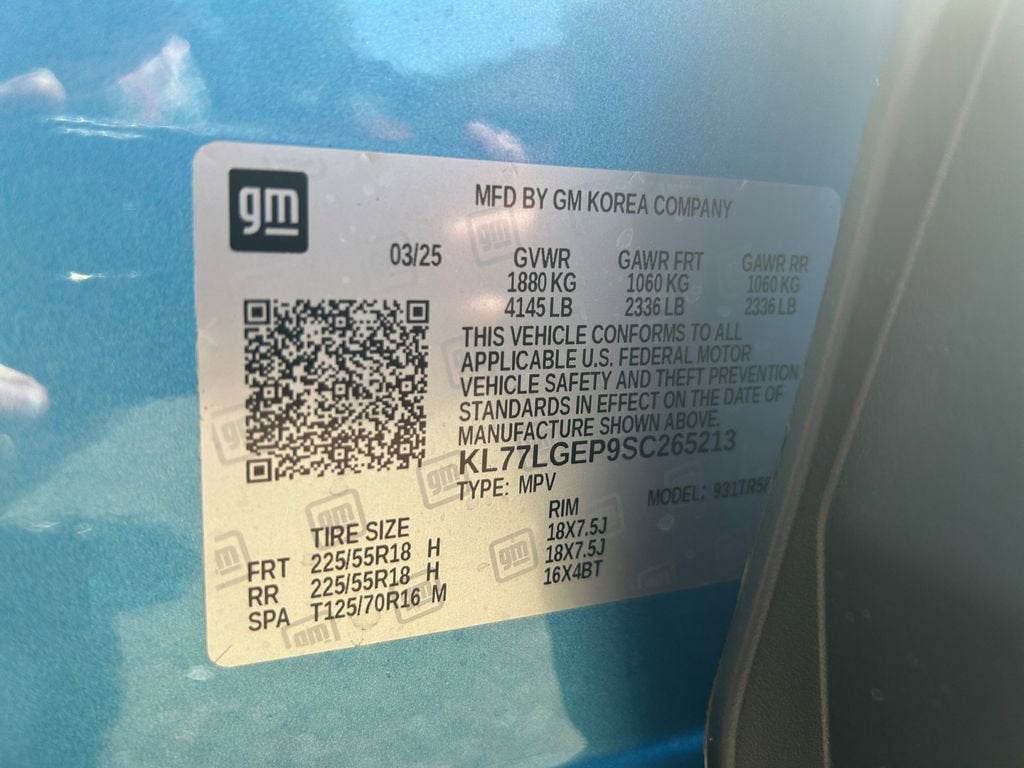 gm
MFD BY GM KOREA COMPANY
03/25 GVWR GAWR FRT GAWR RR
1880 KG 1060 KG 1060 KG
4145 LB 2336 LB 2336 LB
THIS VEHICLE CONFORMS TO ALL
APPLICABLE U.S. FEDERAL MOTOR
VEHICLE SAFETY AND THEFT PREVENTION
STANDARDS IN EFFECT ON THE DATE OF
MANUFACTURE SHOWN ABOVE.
KL77LGEP9SC265213
TYPE: MPV MODEL:
TIRE SIZE RIM
FRT 225/55R18 H 18X7.5J
RR 225/55R18 H 18X7.5J
SPA T125/70R16 M 16X4BT